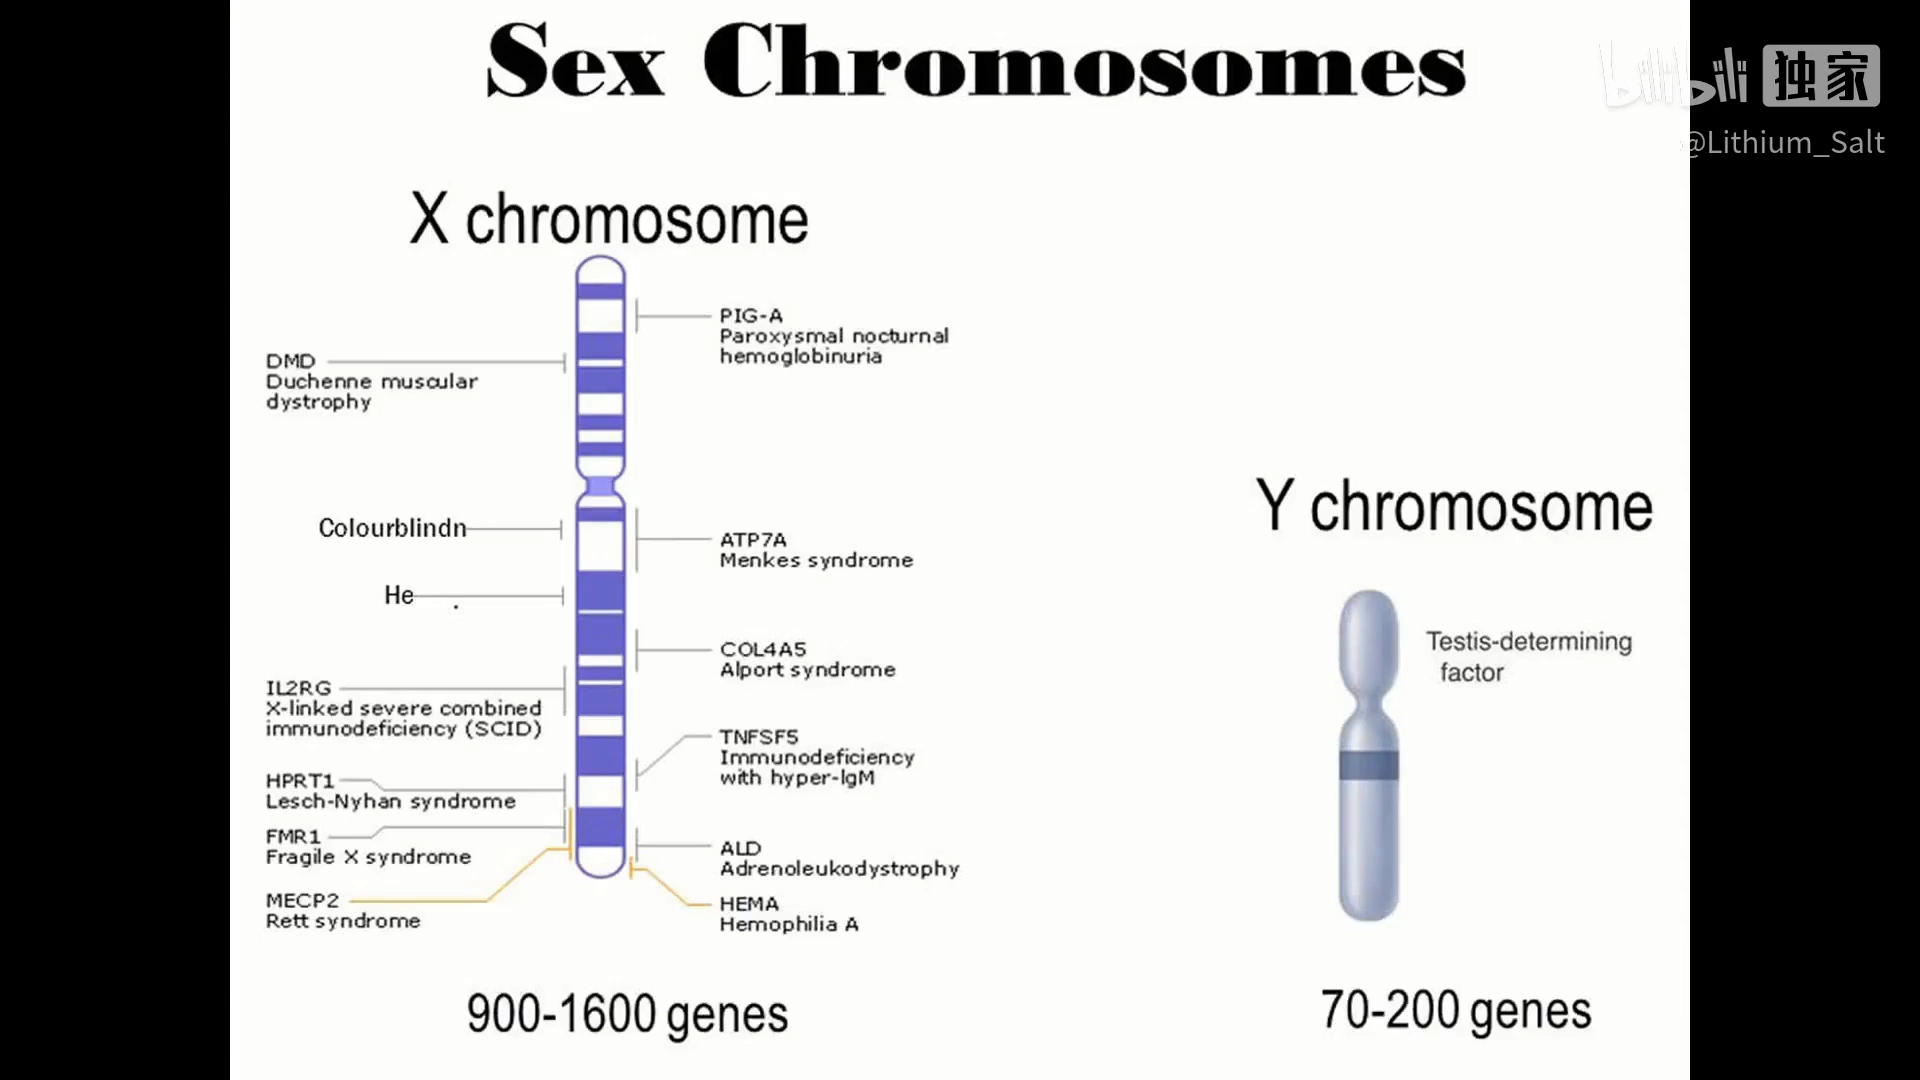 Sex Chromosomes
bilibili 独家
@Lithium_Salt
X chromosome
PIG-A
Paroxysmal nocturnal
hemoglobinuria
DMD
Duchenne muscular
dystrophy
Colourblindn
ATP7A
Menkes syndrome
He
COL4A5
Alport syndrome
IL2RG
X-linked severe combined
immunodeficiency (SCID)
TNFSF5
Immunodeficiency
with hyper-IgM
HPRT1
Lesch-Nyhan syndrome
FMR1
Fragile X syndrome
ALD
Adrenoleukodystrophy
MECP2
Rett syndrome
HEMA
Hemophilia A
900-1600 genes
Y chromosome
Testis-determining
factor
70-200 genes